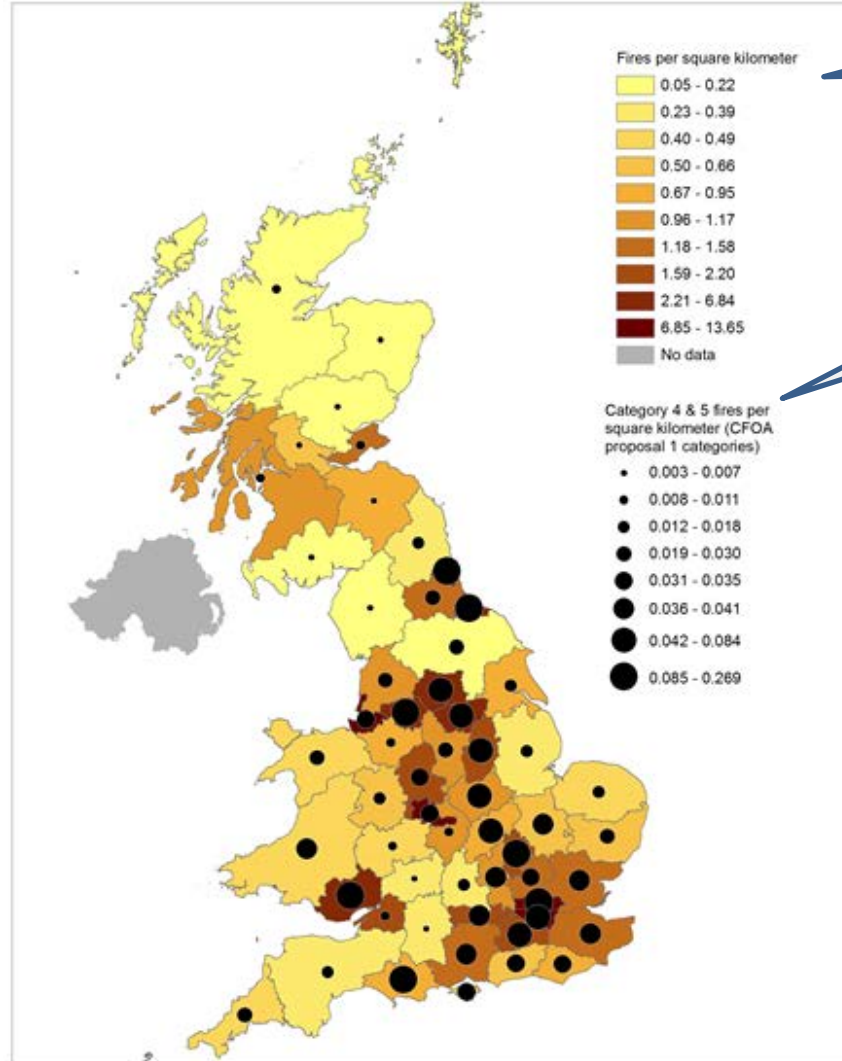 Fires per square kilometer
0.05 - 0.22
0.23 - 0.39
0.40 - 0.49
0.50 - 0.66
0.67 - 0.95
0.96 - 1.17
1.18 - 1.58
1.59 - 2.20
2.21 - 6.84
6.85 - 13.65
No data
Category 4 & 5 fires per
square kilometer (CFOA
proposal 1 categories)
0.003 - 0.007
0.008 - 0.011
0.012 - 0.018
0.019 - 0.030
0.031 - 0.035
0.036 - 0.041
0.042 - 0.084
0.085 - 0.269